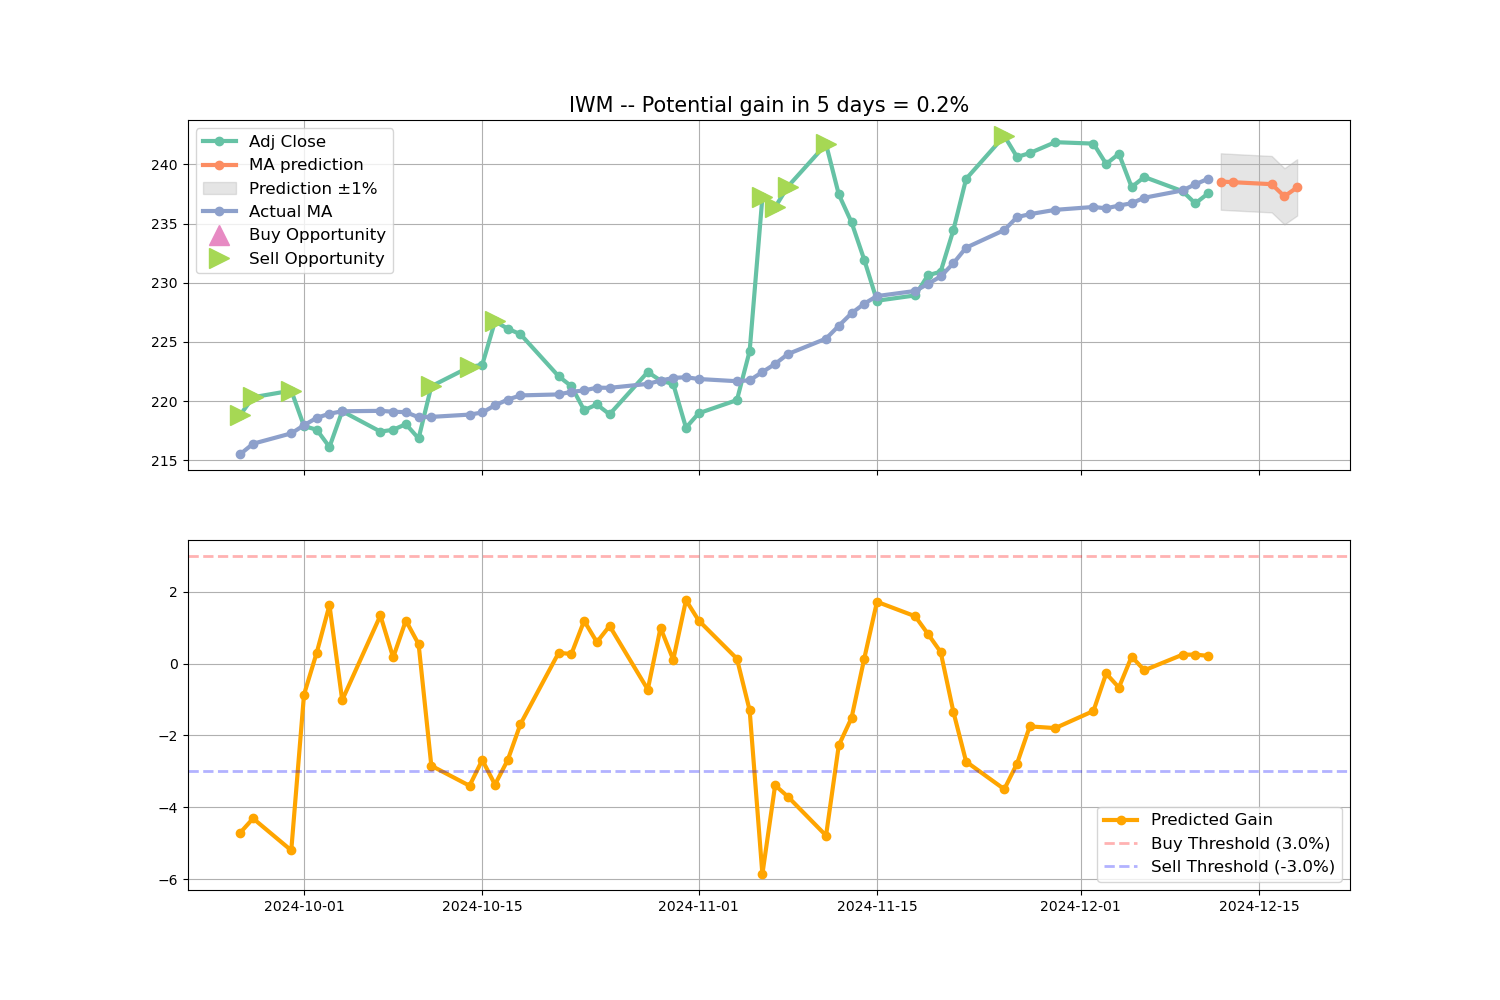 IWM -- Potential gain in 5 days = 0.2%
Adj Close
MA prediction
Prediction ±1%
Actual MA
Buy Opportunity
Sell Opportunity
240
235
230
225
220
215
2
0
−2
−4
−6
Predicted Gain
Buy Threshold (3.0%)
Sell Threshold (-3.0%)
2024-10-01 2024-10-15 2024-11-01 2024-11-15 2024-12-01 2024-12-15